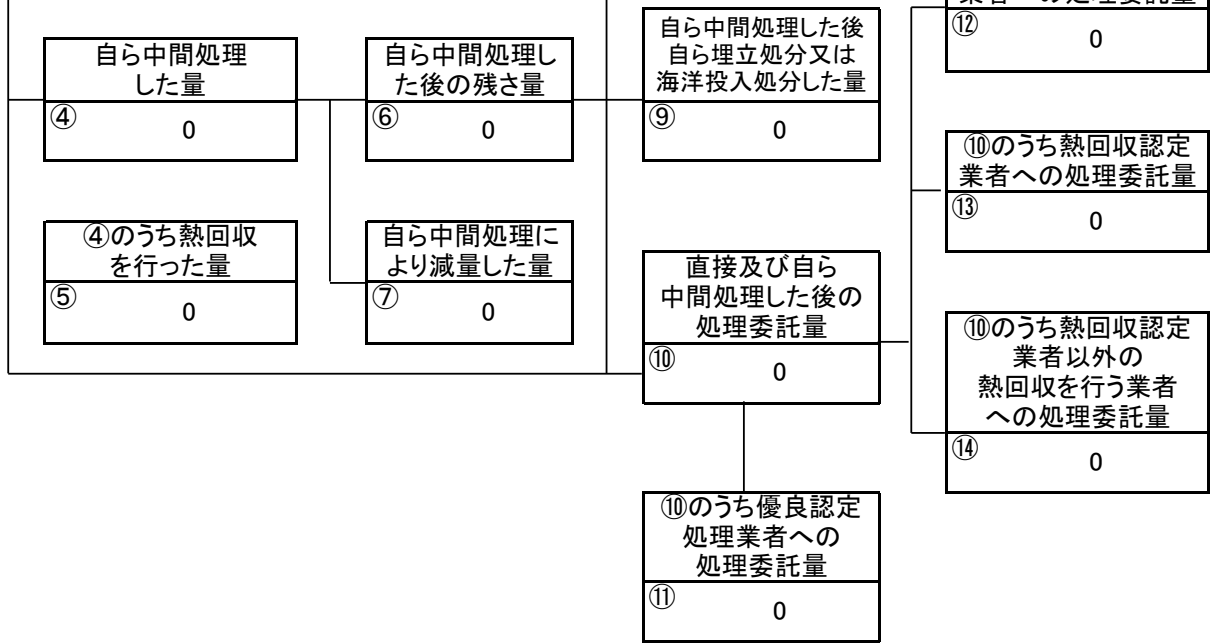 自ら中間処理
した量
④
0
④のうち熱回収
を行った量
⑤
0
自ら中間処理し
た後の残さ量
⑥
0
自ら中間処理に
より減量した量
⑦
0
自ら中間処理した後
自ら埋立処分又は
海洋投入処分した量
⑨
0
直接及び自ら
中間処理した後の
処理委託量
⑩
0
⑩のうち優良認定
処理業者への
処理委託量
⑪
0
業者への処理委託量
⑫
0
⑩のうち熱回収認定
業者への処理委託量
⑬
0
⑩のうち熱回収認定
業者以外の
熱回収を行う業者
への処理委託量
⑭
0